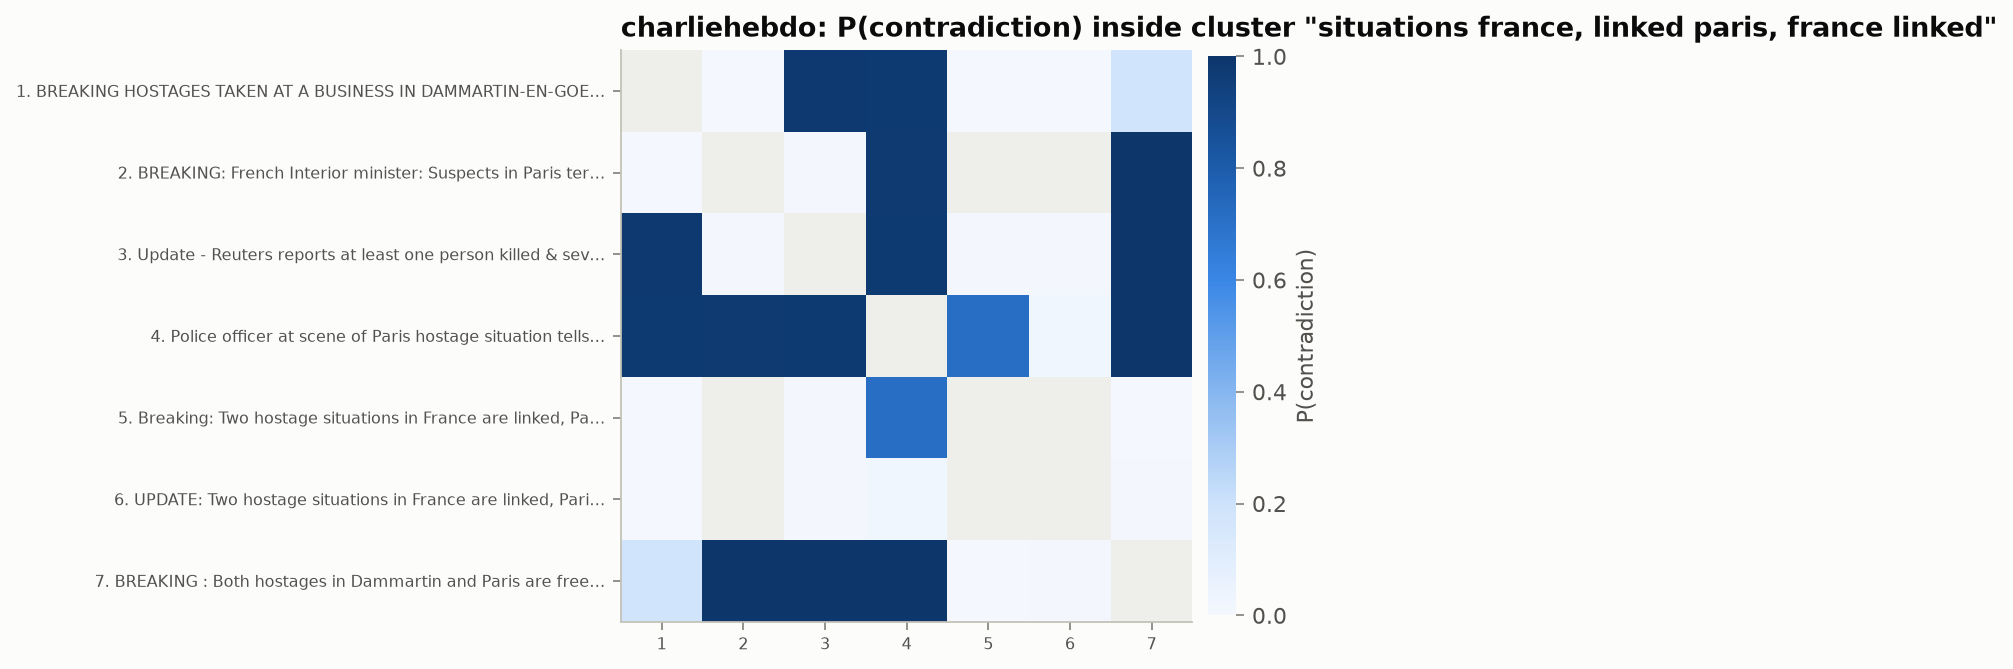 charliehebdo: P(contradiction) inside cluster "situations france, linked paris, france linked"
1. BREAKING HOSTAGES TAKEN AT A BUSINESS IN DAMMARTIN-EN-GOE...
2. BREAKING: French Interior minister: Suspects in Paris ter...
3. Update - Reuters reports at least one person killed & sev...
4. Police officer at scene of Paris hostage situation tells...
5. Breaking: Two hostage situations in France are linked, Pa...
6. UPDATE: Two hostage situations in France are linked, Pari...
7. BREAKING : Both hostages in Dammartin and Paris are free...
1 2 3 4 5 6 7
1.0
0.8
0.6
0.4
0.2
0.0
P(contradiction)